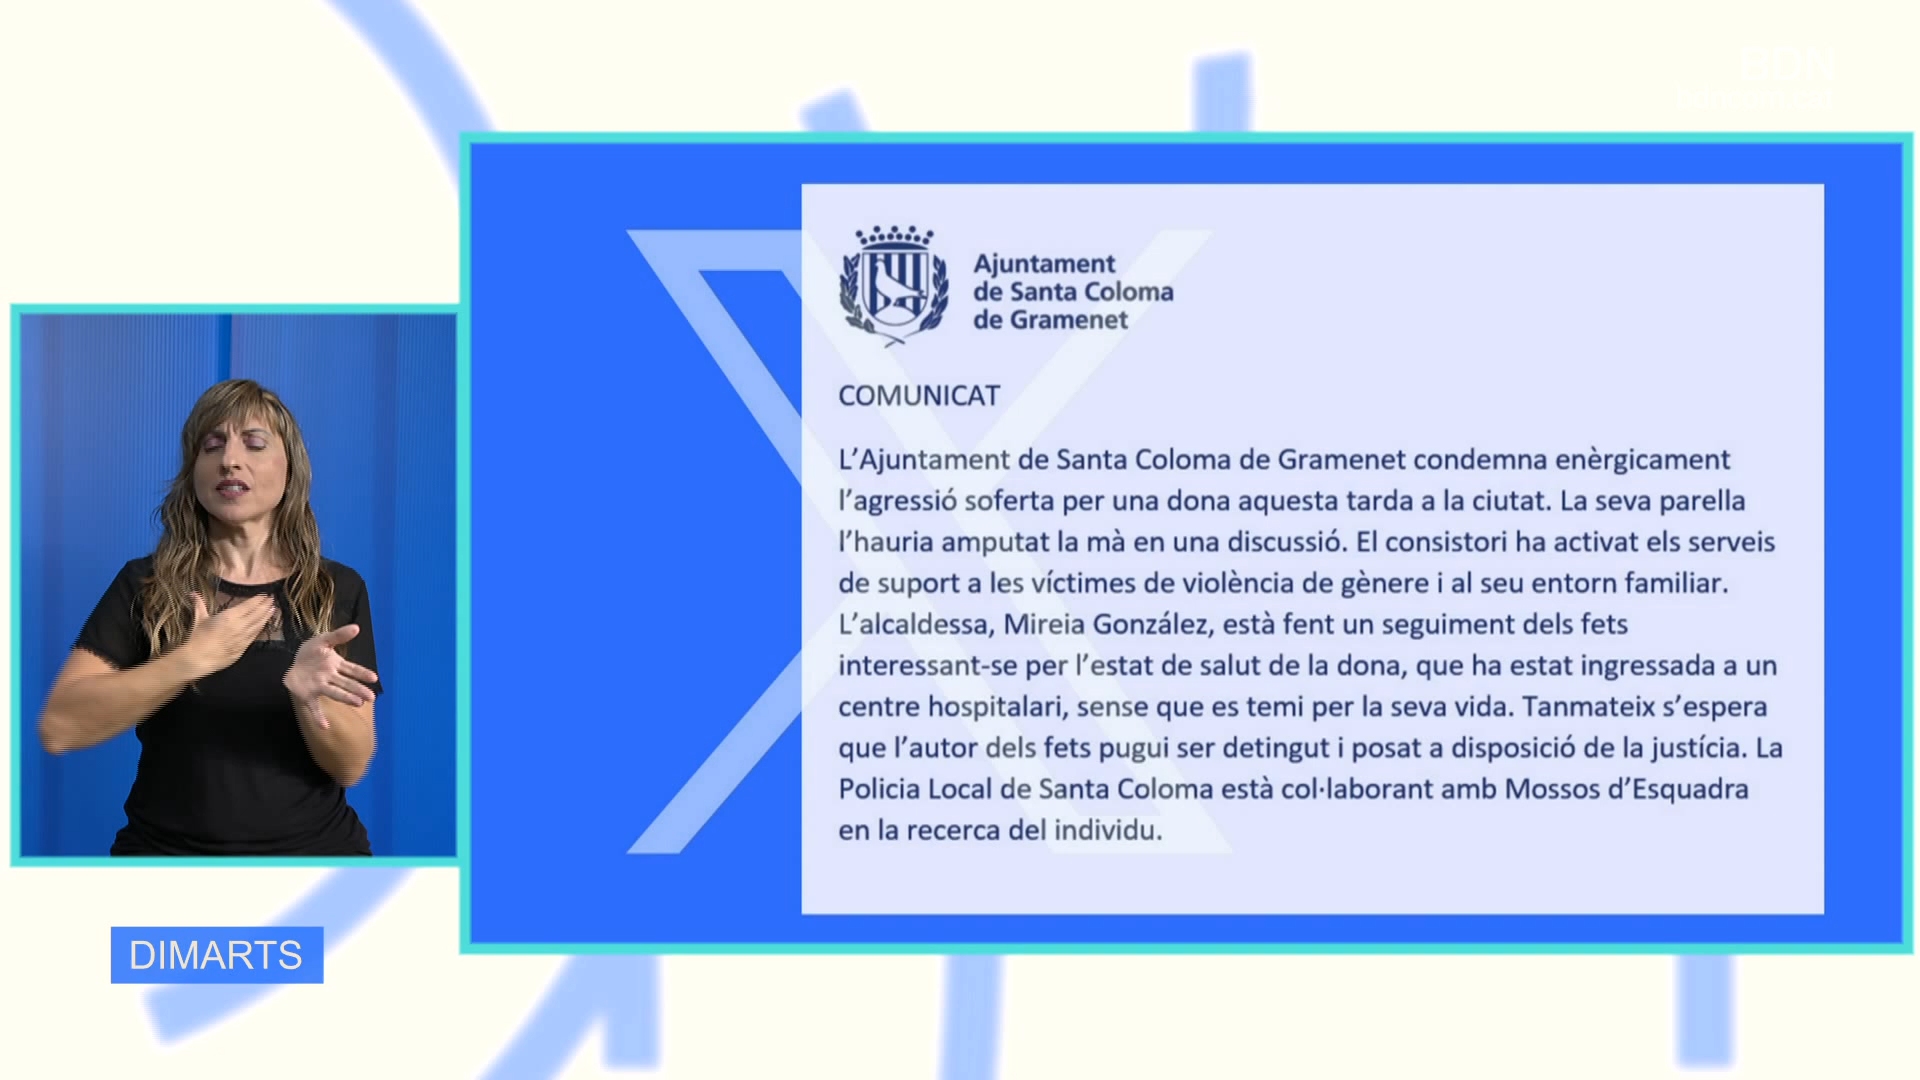 BDN
Ajuntament
de Santa Coloma
de Gramenet
COMUNICAT
L’Ajuntament de Santa Coloma de Gramenet condemna enèrgicament
l’agressió soferta per una dona aquesta tarda a la ciutat. La seva parella
l’hauria amputat la mà en una discussió. El consistori ha activat els serveis
de suport a les víctimes de violència de gènere i al seu entorn familiar.
L’alcaldessa, Mireia González, està fent un seguiment dels fets
interessant-se per l’estat de salut de la dona, que ha estat ingressada a un
centre hospitalari, sense que es temi per la seva vida. Tanmateix s’espera
que l’autor dels fets pugui ser detingut i posat a disposició de la justícia. La
Policia Local de Santa Coloma està col·laborant amb Mossos d’Esquadra
en la recerca del individu.
DIMARTS